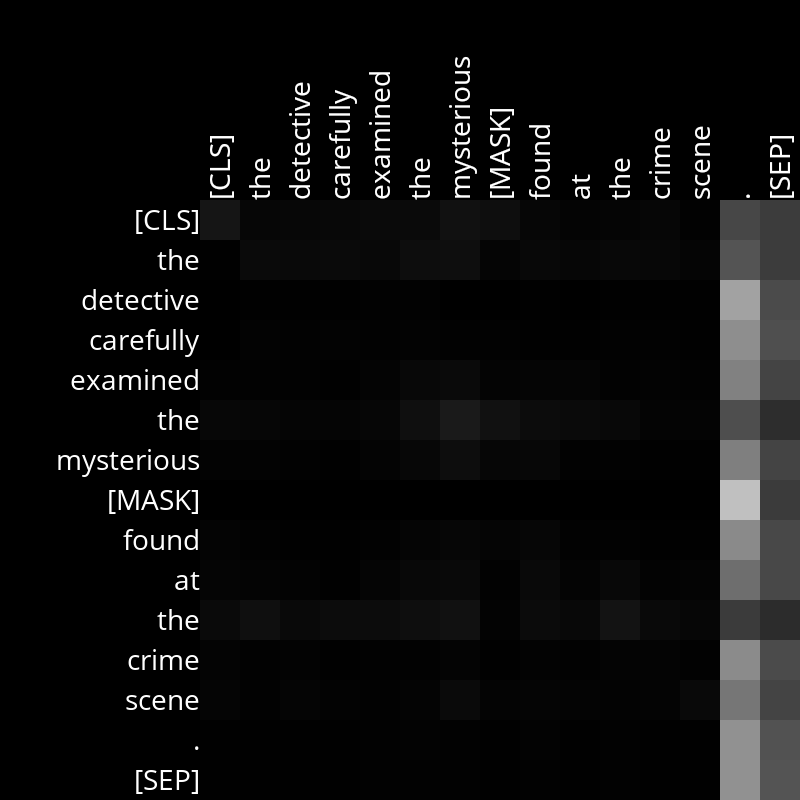 [CLS] the detective carefully examined the mysterious [MASK] found at the crime scene . [SEP]
[CLS]
the
detective
carefully
examined
the
mysterious
[MASK]
found
at
the
crime
scene
.
[SEP]